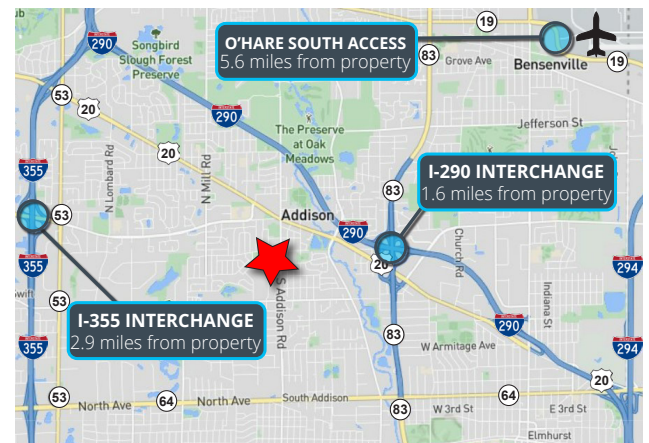 ub
290
Songbird
Slough Forest
Preserve
19
O'HARE SOUTH ACCESS
5.6 miles from property
83
Grove Ave
Bensenville
19
53
20
290
The Preserve
at Oak
Meadows
Jefferson St
355
N Lombard Rd
20
N Mill Rd
I-290 INTERCHANGE
1.6 miles from property
83
Addison
53
290
20
Church Rd
355
294
S Addison Rd
Indiana St
Swift
53
I-355 INTERCHANGE
2.9 miles from property
290
83
355
W Armitage Ave
294
20
53
North Ave
64
North Ave
South Addison
83
W 3rd St
64
E 3rd St
Elmhurst